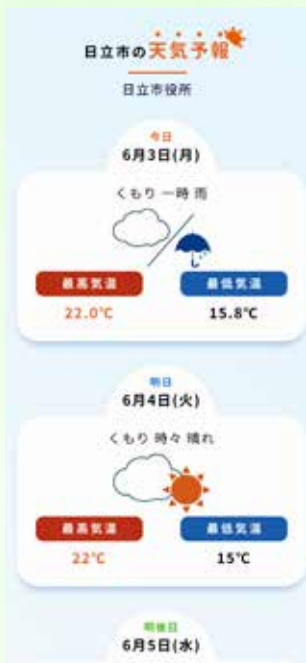 日立市の天気予報
日立市役所
今日
6月3日(月)
くもり 一時 雨
最高気温 最低気温
22.0℃ 15.8℃
明日
6月4日(火)
くもり 時々 晴れ
最高気温 最低気温
22℃ 15℃
明後日
6月5日(水)